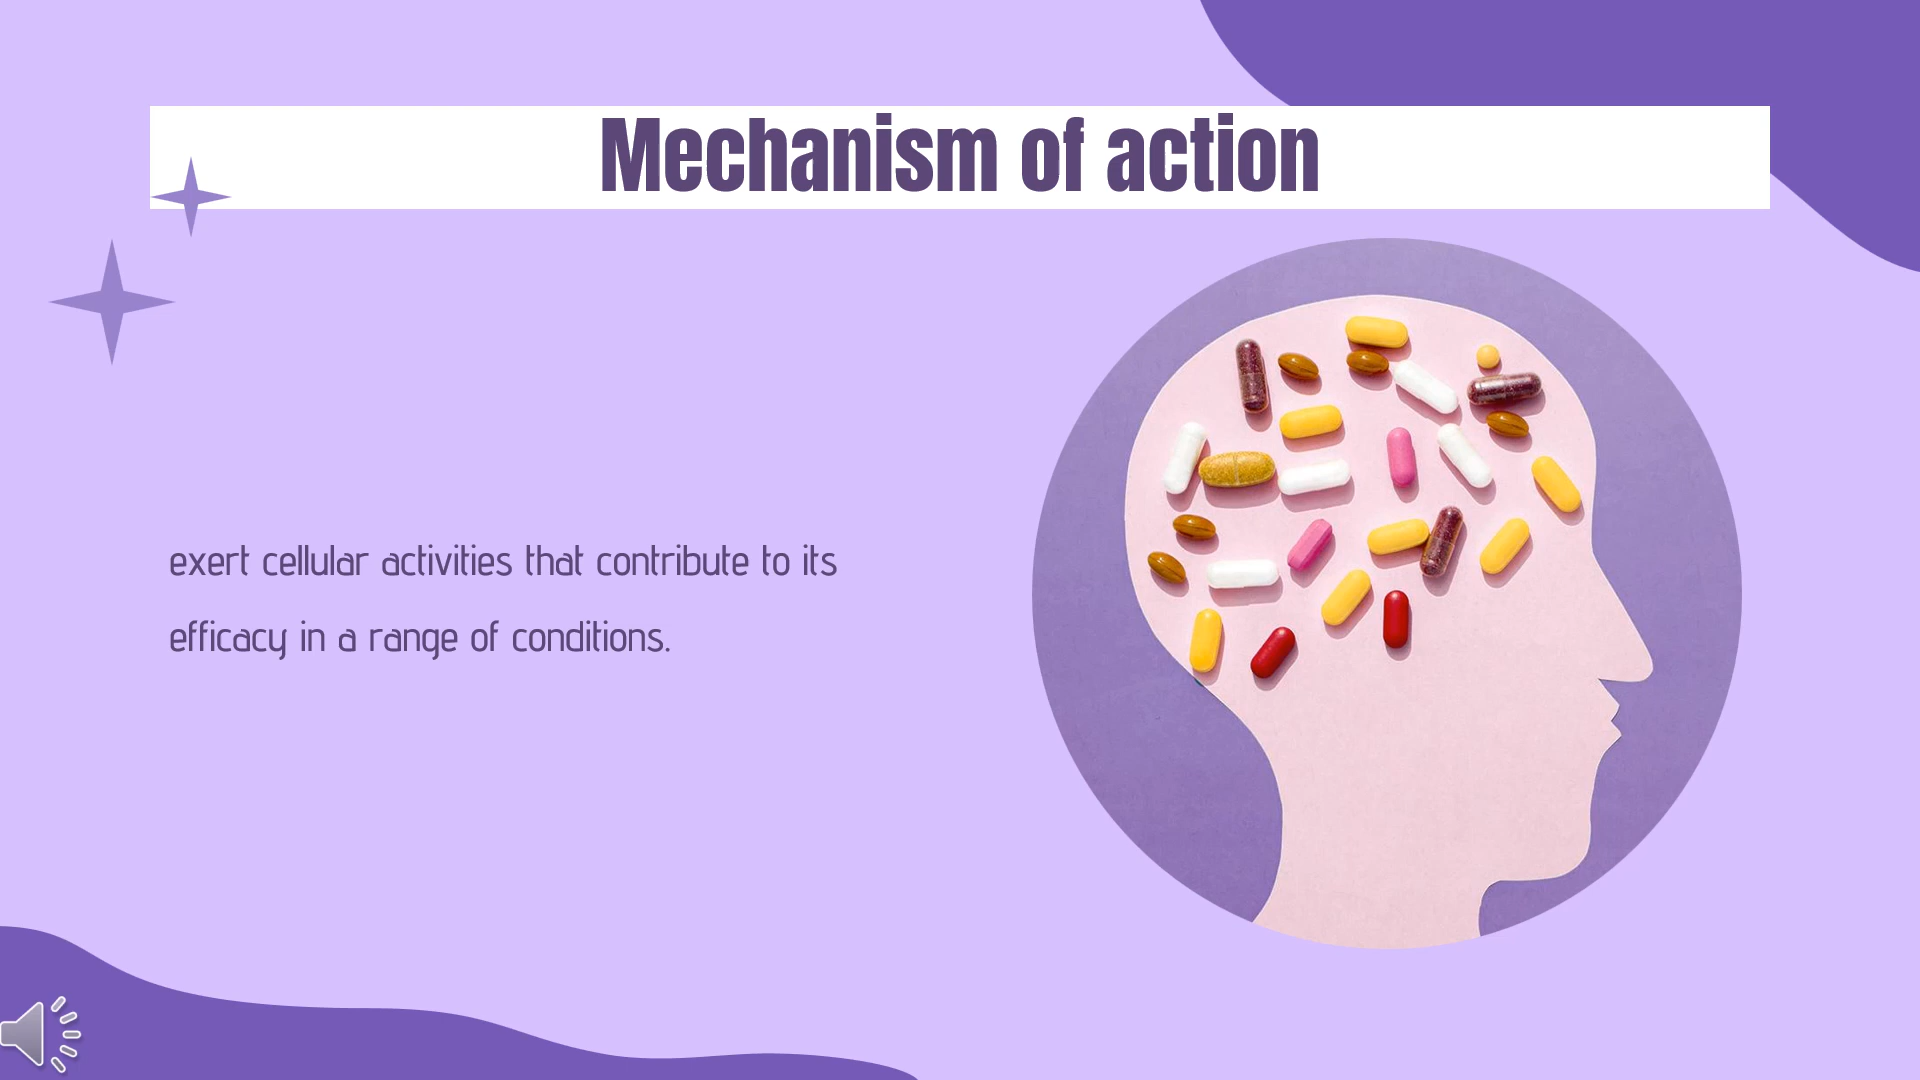 Mechanism of action
exert cellular activities that contribute to its
efficacy in a range of conditions.